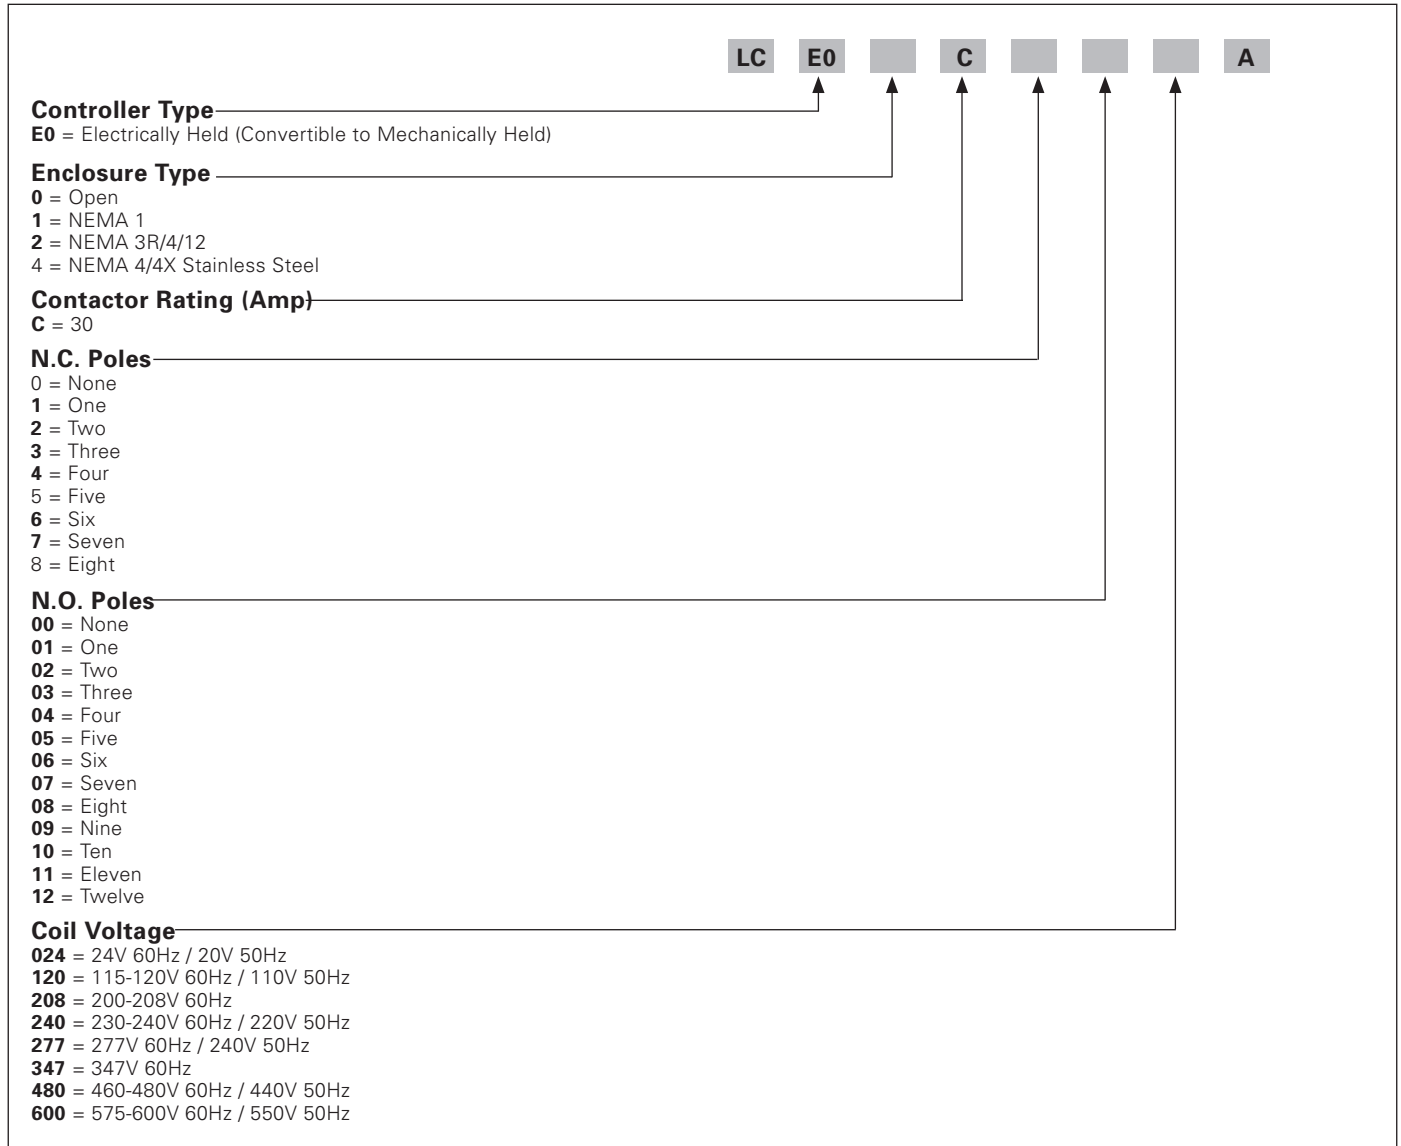 LC E0 C A
Controller Type
E0 = Electrically Held (Convertible to Mechanically Held)
Enclosure Type
0 = Open
1 = NEMA 1
2 = NEMA 3R/4/12
4 = NEMA 4/4X Stainless Steel
Contactor Rating (Amp)
C = 30
N.C. Poles
0 = None
1 = One
2 = Two
3 = Three
4 = Four
5 = Five
6 = Six
7 = Seven
8 = Eight
N.O. Poles
00 = None
01 = One
02 = Two
03 = Three
04 = Four
05 = Five
06 = Six
07 = Seven
08 = Eight
09 = Nine
10 = Ten
11 = Eleven
12 = Twelve
Coil Voltage
024 = 24V 60Hz / 20V 50Hz
120 = 115-120V 60Hz / 110V 50Hz
208 = 200-208V 60Hz
240 = 230-240V 60Hz / 220V 50Hz
277 = 277V 60Hz / 240V 50Hz
347 = 347V 60Hz
480 = 460-480V 60Hz / 440V 50Hz
600 = 575-600V 60Hz / 550V 50Hz